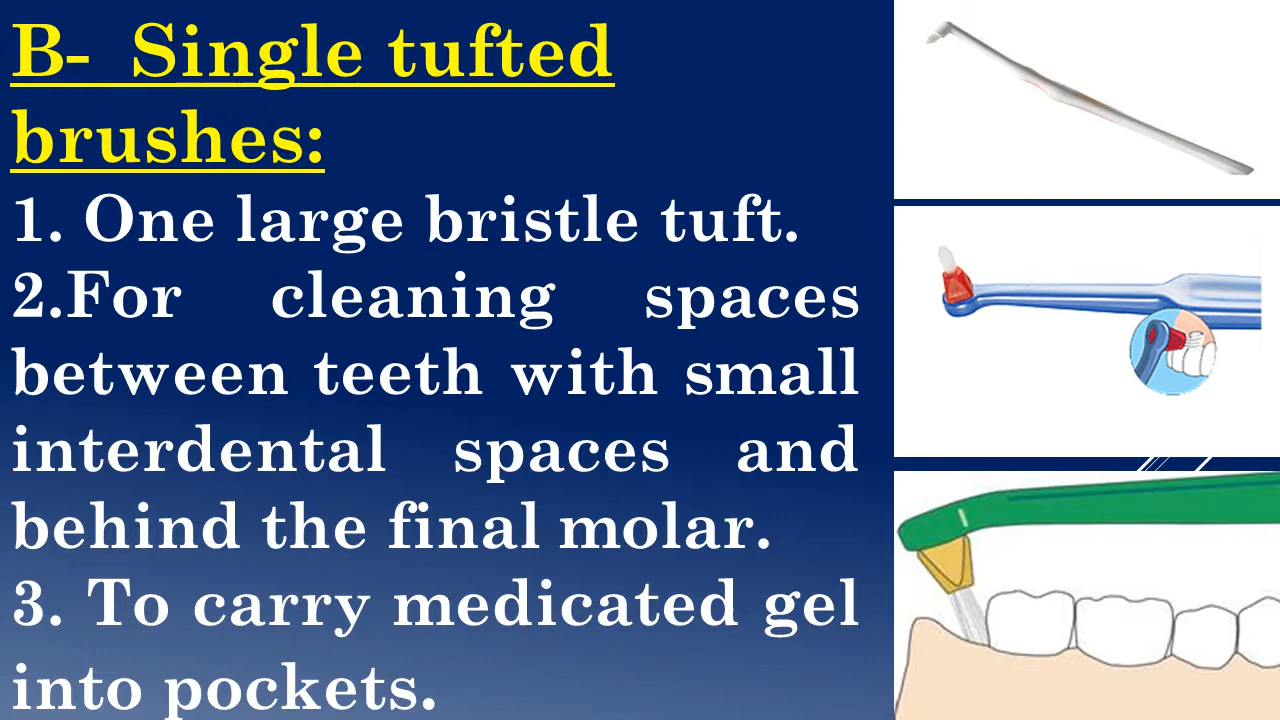 B- Single tufted
brushes:
1. One large bristle tuft.
2.For cleaning spaces
between teeth with small
interdental spaces and
behind the final molar.
3. To carry medicated gel
into pockets.